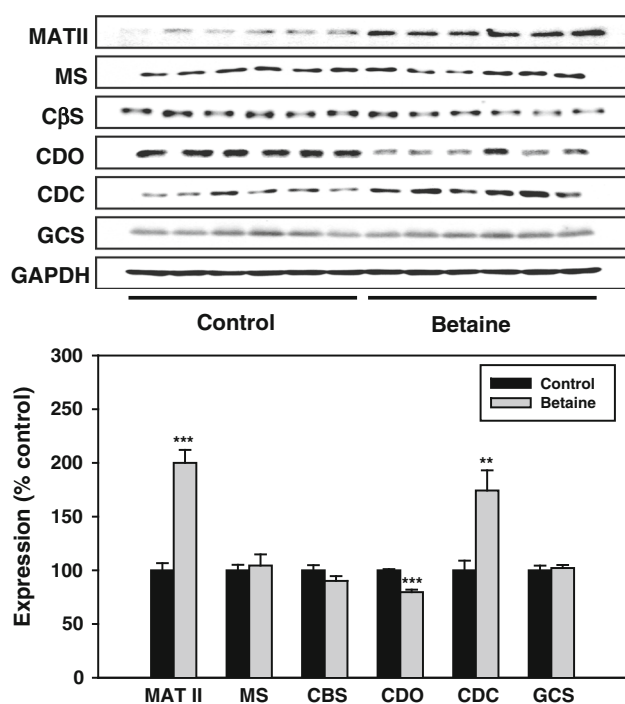 MATII
MS
CβS
CDO
CDC
GCS
GAPDH
Control Betaine
300
250
200
150
100
50
0
Expression (% control)
Control
Betaine
***
***
**
MAT II MS CBS CDO CDC GCS